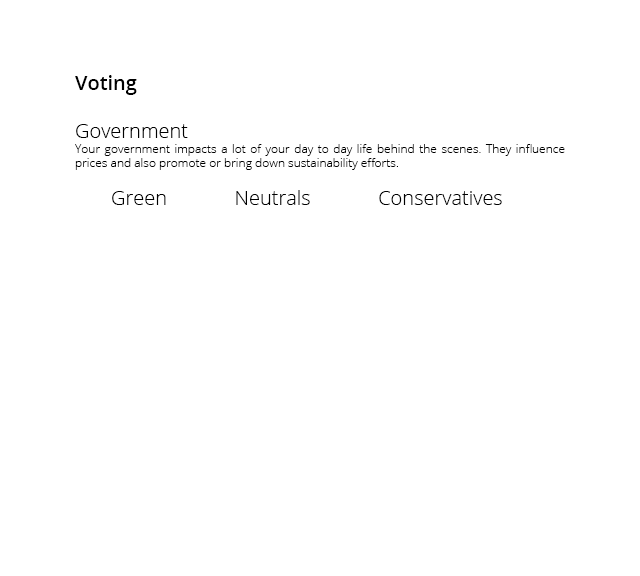 Voting
Government
Your government impacts a lot of your day to day life behind the scenes. They influence
prices and also promote or bring down sustainability efforts.
Green Neutrals Conservatives